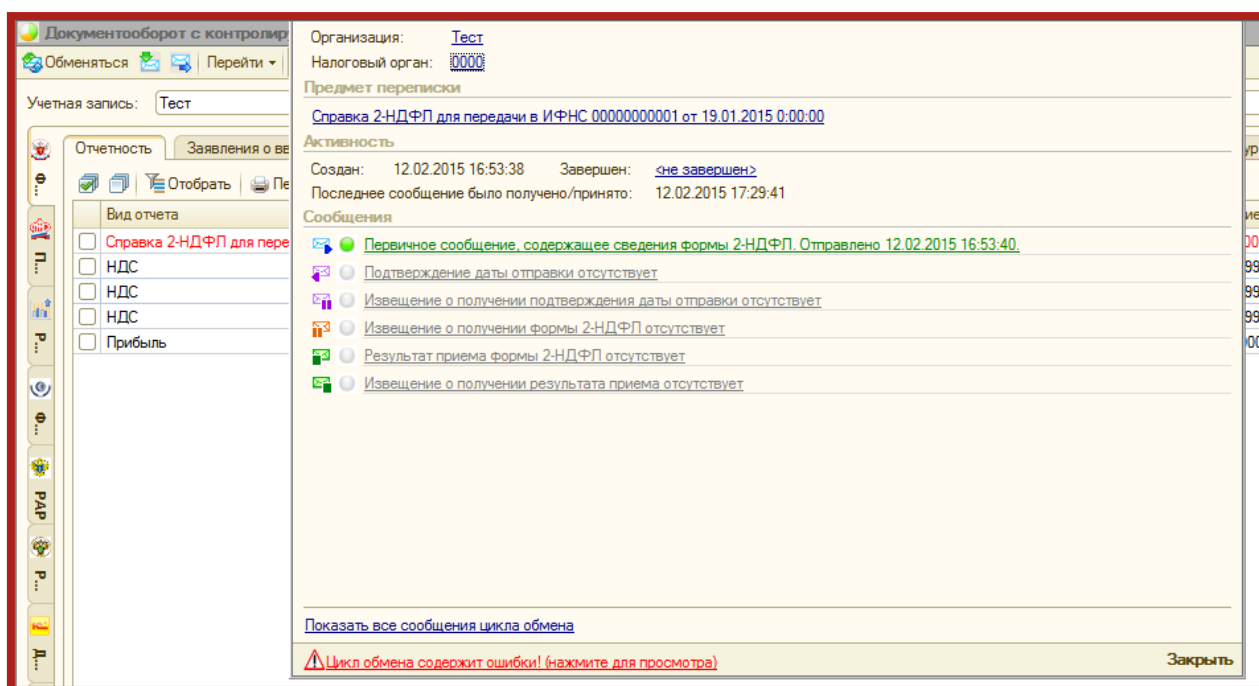 Документооборот с контролир
Обменяться Перейти
Учетная запись: Тест
Отчетность Заявления о вв
Отобрать Пе
Вид отчета
Справка 2-НДФЛ для пере
НДС
НДС
НДС
Прибыль
Ф...
П...
Р...
Ф...
РАР
Р...
Д...
Организация: Тест
Налоговый орган: 0000
Предмет переписки
Справка 2-НДФЛ для передачи в ИФНС 00000000001 от 19.01.2015 0:00:00
Активность
Создан: 12.02.2015 16:53:38 Завершен: <не завершен>
Последнее сообщение было получено/принято: 12.02.2015 17:29:41
Сообщения
Первичное сообщение, содержащее сведения формы 2-НДФЛ. Отправлено 12.02.2015 16:53:40.
Подтверждение даты отправки отсутствует
Извещение о получении подтверждения даты отправки отсутствует
Извещение о получении формы 2-НДФЛ отсутствует
Результат приема формы 2-НДФЛ отсутствует
Извещение о получении результата приема отсутствует
Показать все сообщения цикла обмена
Цикл обмена содержит ошибки! (нажмите для просмотра)
Закрыть